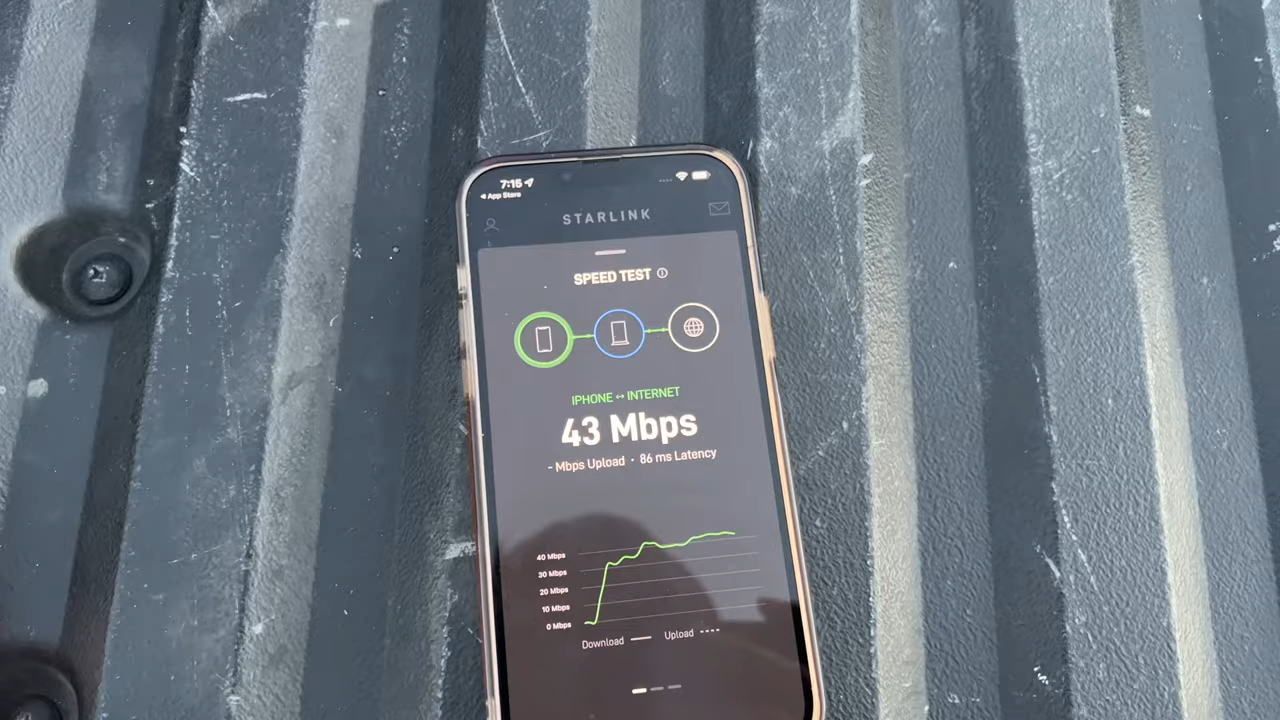 7:15
◀ App Store
STARLINK
SPEED TEST
IPHONE ↔ INTERNET
43 Mbps
- Mbps Upload · 86 ms Latency
40 Mbps
30 Mbps
20 Mbps
10 Mbps
0 Mbps
Download Upload